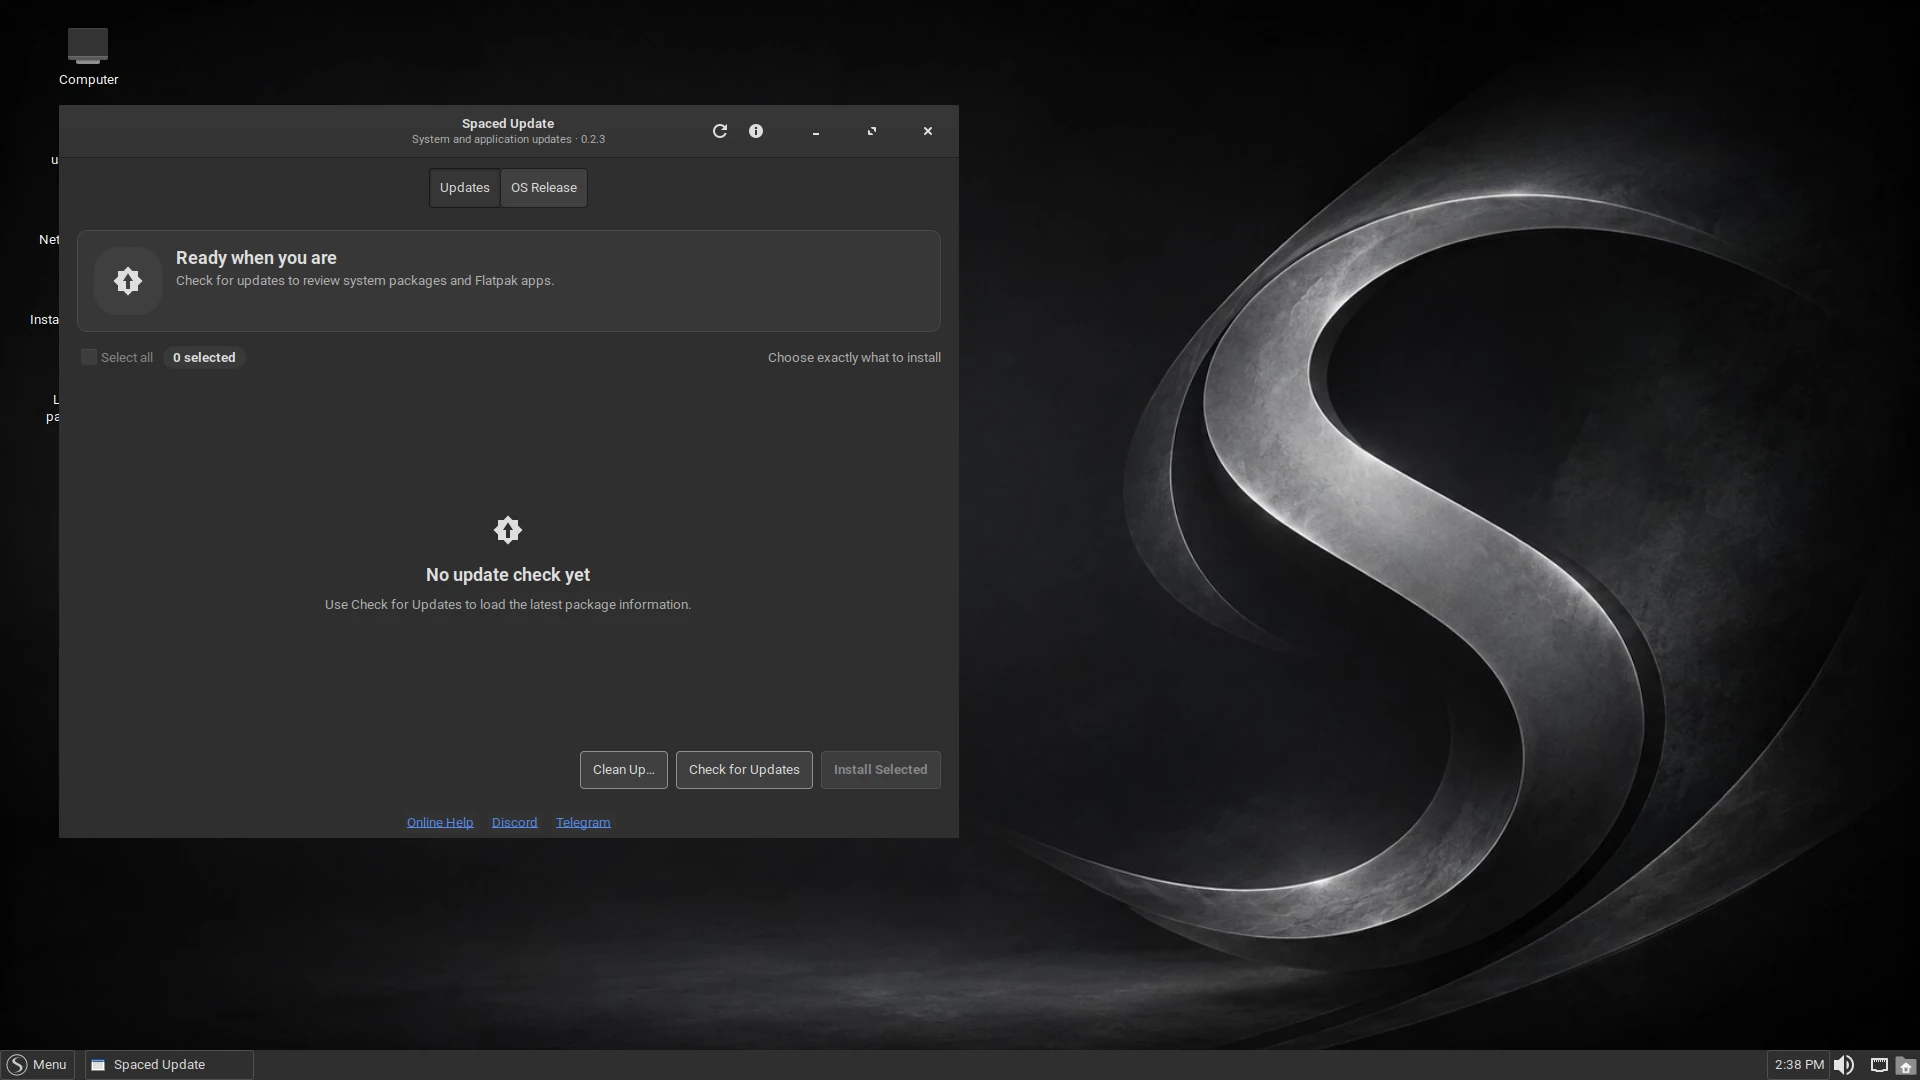 Computer
Spaced Update
System and application updates · 0.2.3
Updates
OS Release
Ready when you are
Check for updates to review system packages and Flatpak apps.
Select all
0 selected
Choose exactly what to install
No update check yet
Use Check for Updates to load the latest package information.
Clean Up...
Check for Updates
Install Selected
Online Help
Discord
Telegram
Menu
Spaced Update
2:38 PM